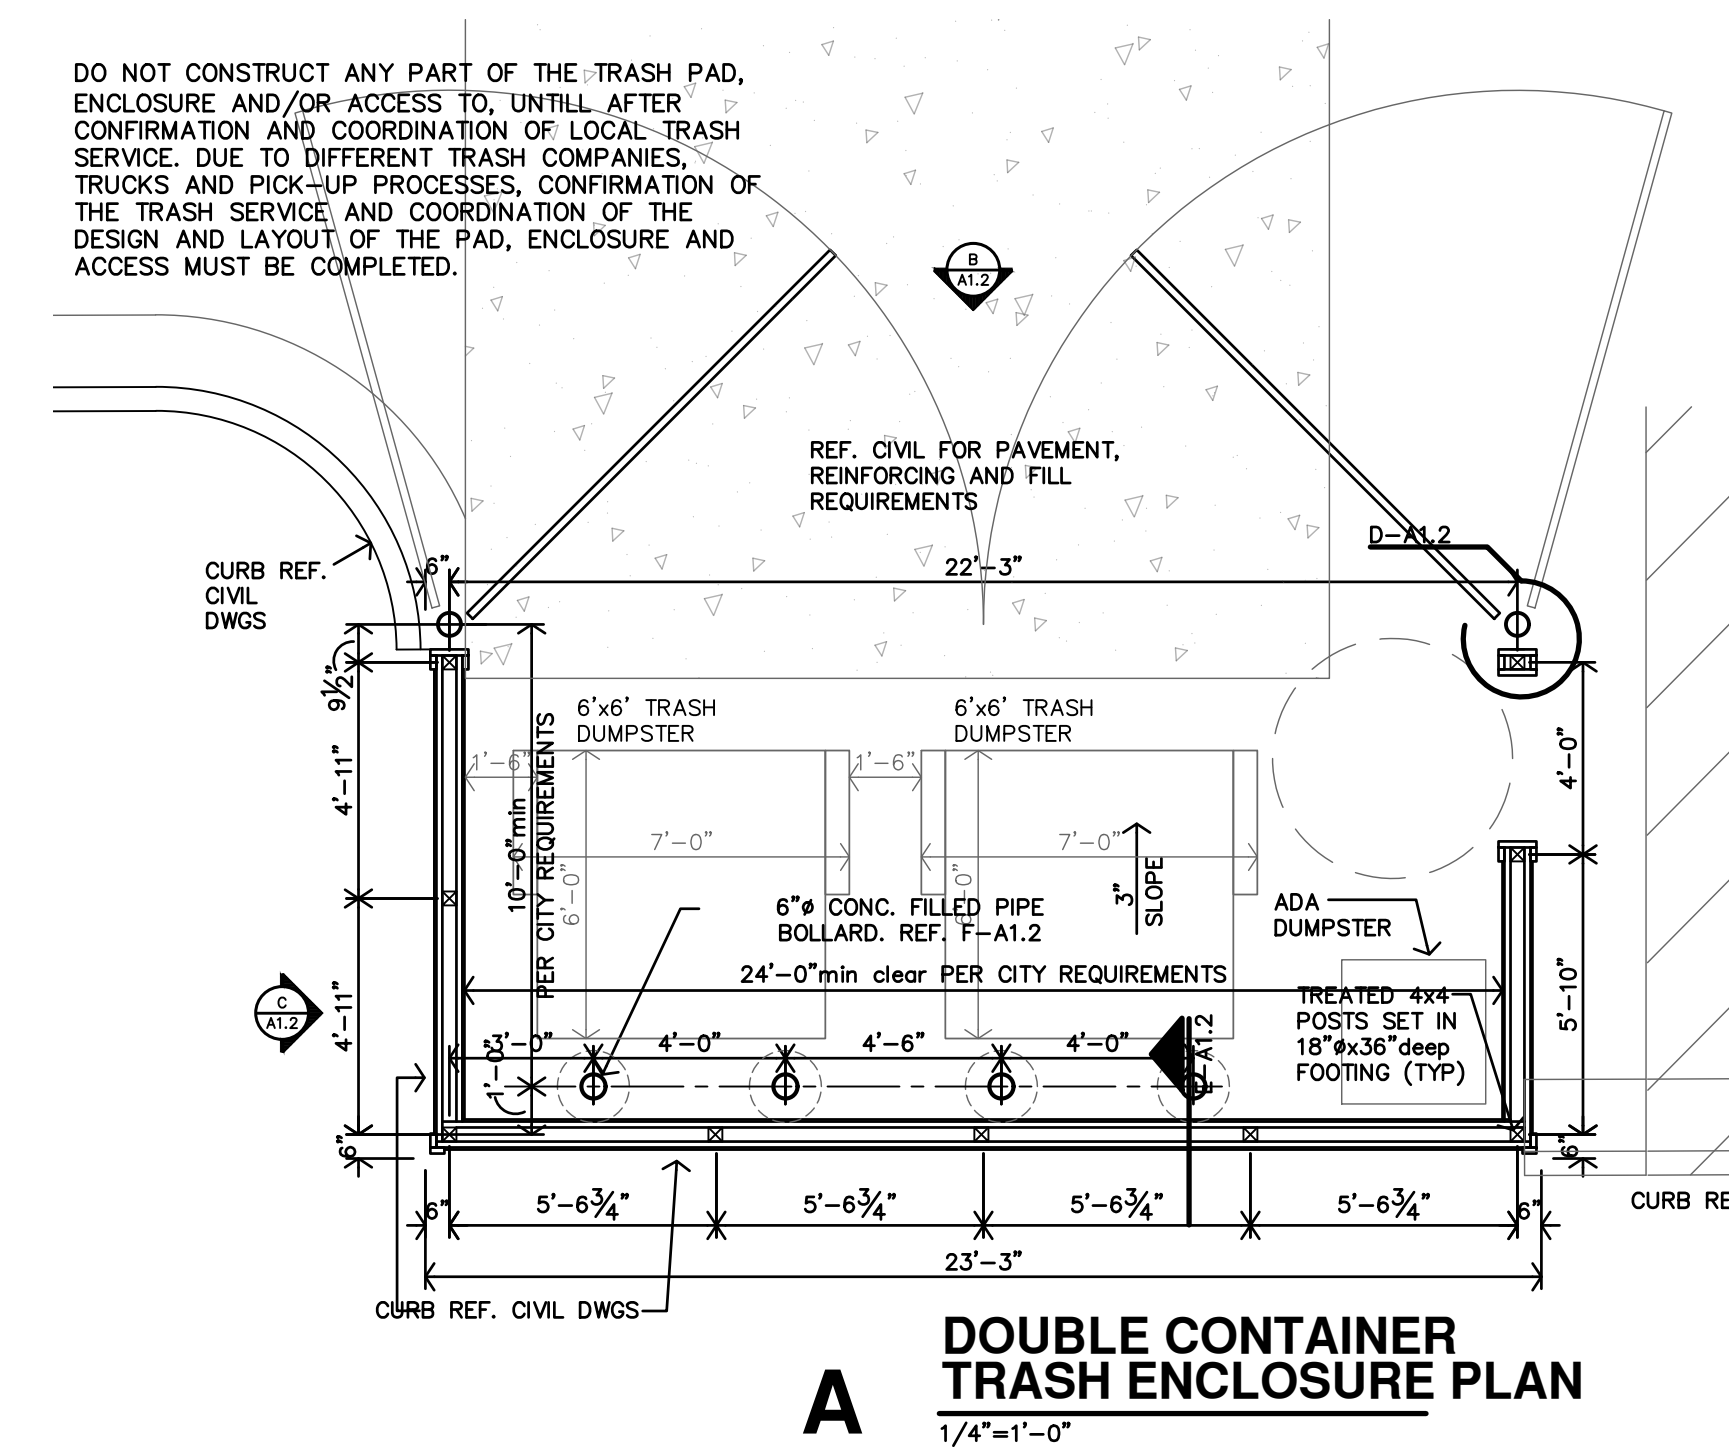 DO NOT CONSTRUCT ANY PART OF THE TRASH PAD,
ENCLOSURE AND/OR ACCESS TO, UNTILL AFTER
CONFIRMATION AND COORDINATION OF LOCAL TRASH
SERVICE. DUE TO DIFFERENT TRASH COMPANIES,
TRUCKS AND PICK-UP PROCESSES, CONFIRMATION OF
THE TRASH SERVICE AND COORDINATION OF THE
DESIGN AND LAYOUT OF THE PAD, ENCLOSURE AND
ACCESS MUST BE COMPLETED.
B
A1.2
REF. CIVIL FOR PAVEMENT,
REINFORCING AND FILL
REQUIREMENTS
D-A1.2
CURB REF.
CIVIL
DWGS
6"
22'-3"
9½"
4'-11"
4'-11"
6"
10'-0"min
PER CITY REQUIREMENTS
6'x6' TRASH
DUMPSTER
6'x6' TRASH
DUMPSTER
1'-6"
1'-6"
7'-0"
7'-0"
6'-0"
6'-0"
3"
SLOPE
4'-0"
5'-10"
6"
6"ø CONC. FILLED PIPE
BOLLARD. REF. F-A1.2
ADA
DUMPSTER
24'-0"min clear PER CITY REQUIREMENTS
TREATED 4x4
POSTS SET IN
18"øx36"deep
FOOTING (TYP)
C
A1.2
3'-0"
4'-0"
4'-6"
4'-0"
1'-0"
E-A1.2
6"
5'-6¾"
5'-6¾"
5'-6¾"
5'-6¾"
6"
CURB RE
23'-3"
CURB REF. CIVIL DWGS
A
DOUBLE CONTAINER
TRASH ENCLOSURE PLAN
1/4"=1'-0"